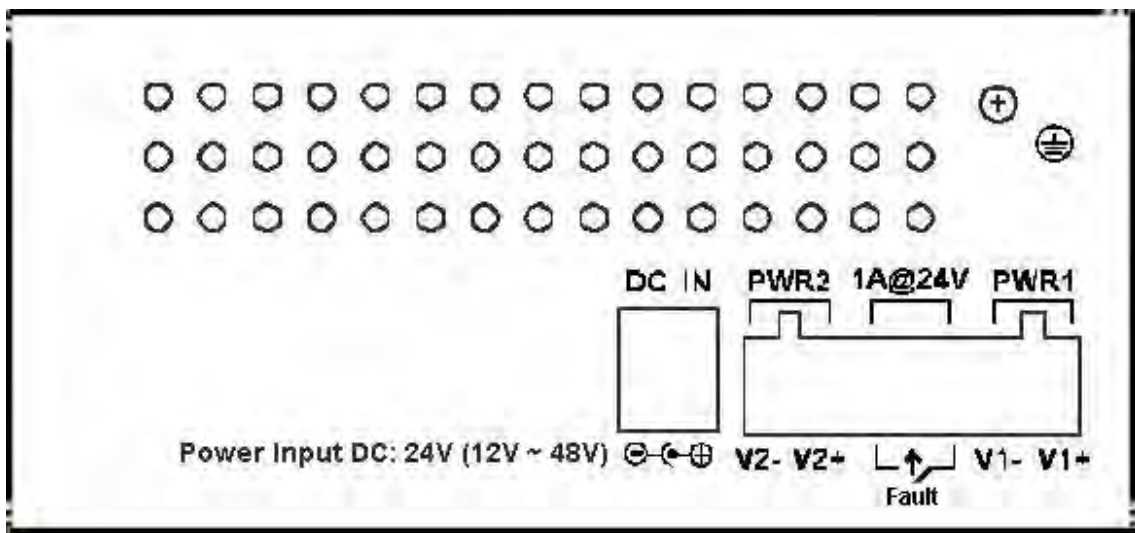 DC IN PWR2 1A@24V PWR1
Power Input DC: 24V (12V ~ 48V) V2- V2+ V1- V1+
Fault